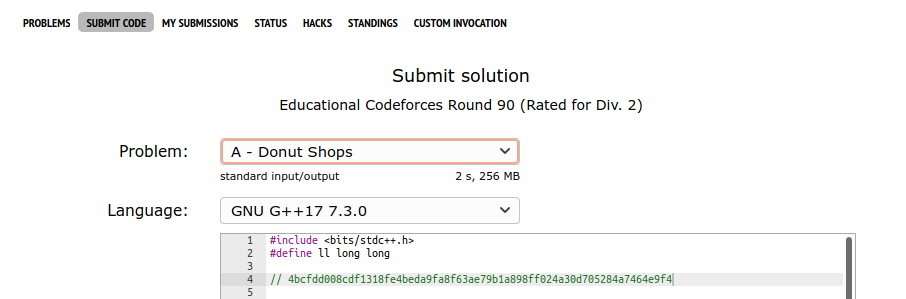 PROBLEMS SUBMIT CODE MY SUBMISSIONS STATUS HACKS STANDINGS CUSTOM INVOCATION
Submit solution
Educational Codeforces Round 90 (Rated for Div. 2)
Problem: A - Donut Shops
standard input/output 2 s, 256 MB
Language: GNU G++17 7.3.0
1 #include <bits/stdc++.h>
2 #define ll long long
3
4 // 4bcfdd008cdf1318fe4beda9fa8f63ae79b1a898ff024a30d705284a7464e9f4
5